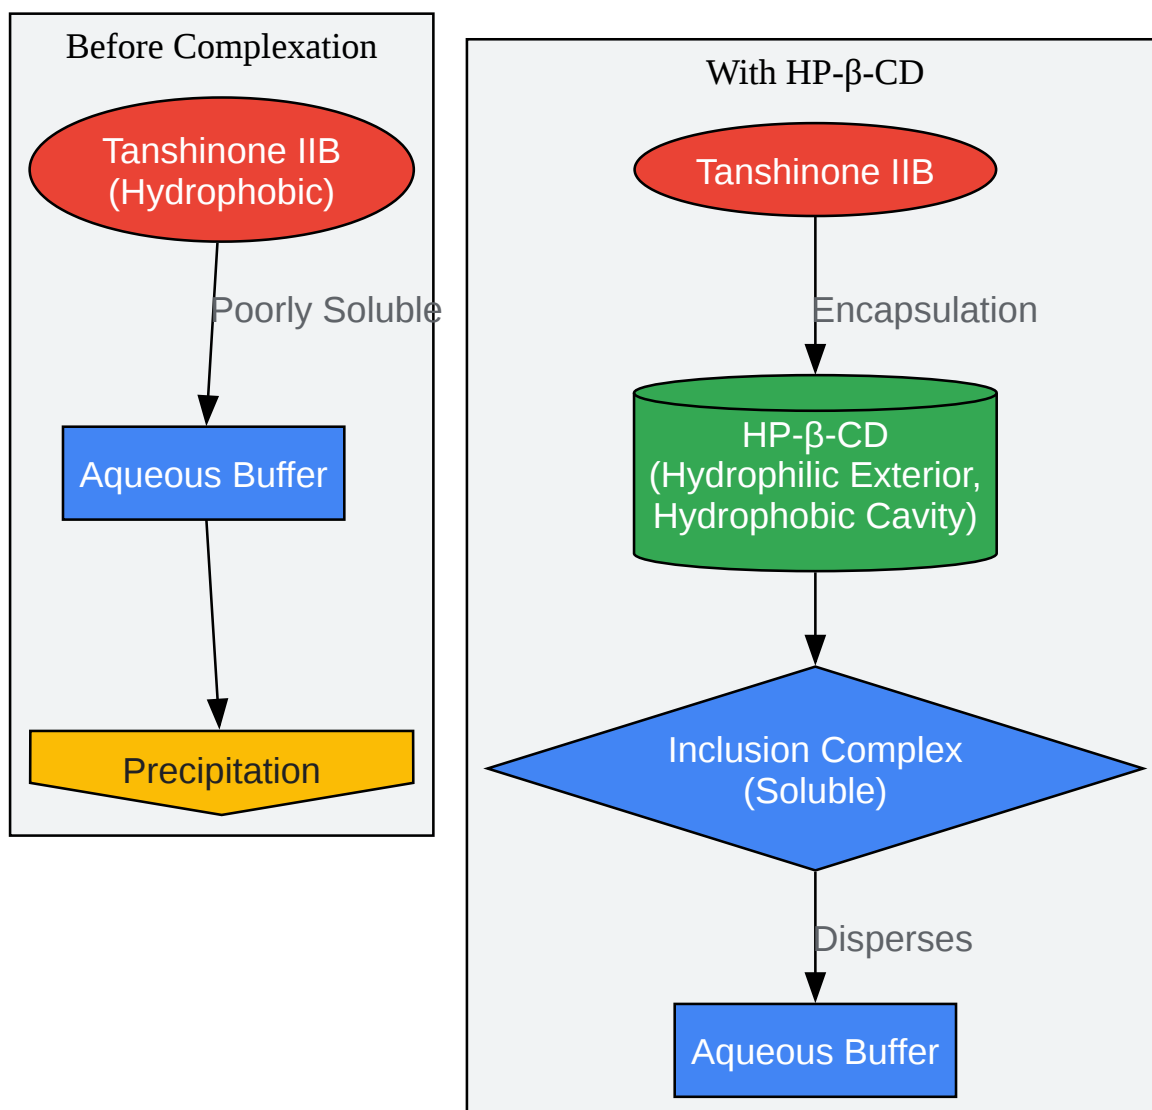 Before Complexation
Tanshinone IIB
(Hydrophobic)
Poorly Soluble
Aqueous Buffer
Precipitation
With HP-β-CD
Tanshinone IIB
Encapsulation
HP-β-CD
(Hydrophilic Exterior,
Hydrophobic Cavity)
Inclusion Complex
(Soluble)
Disperses
Aqueous Buffer